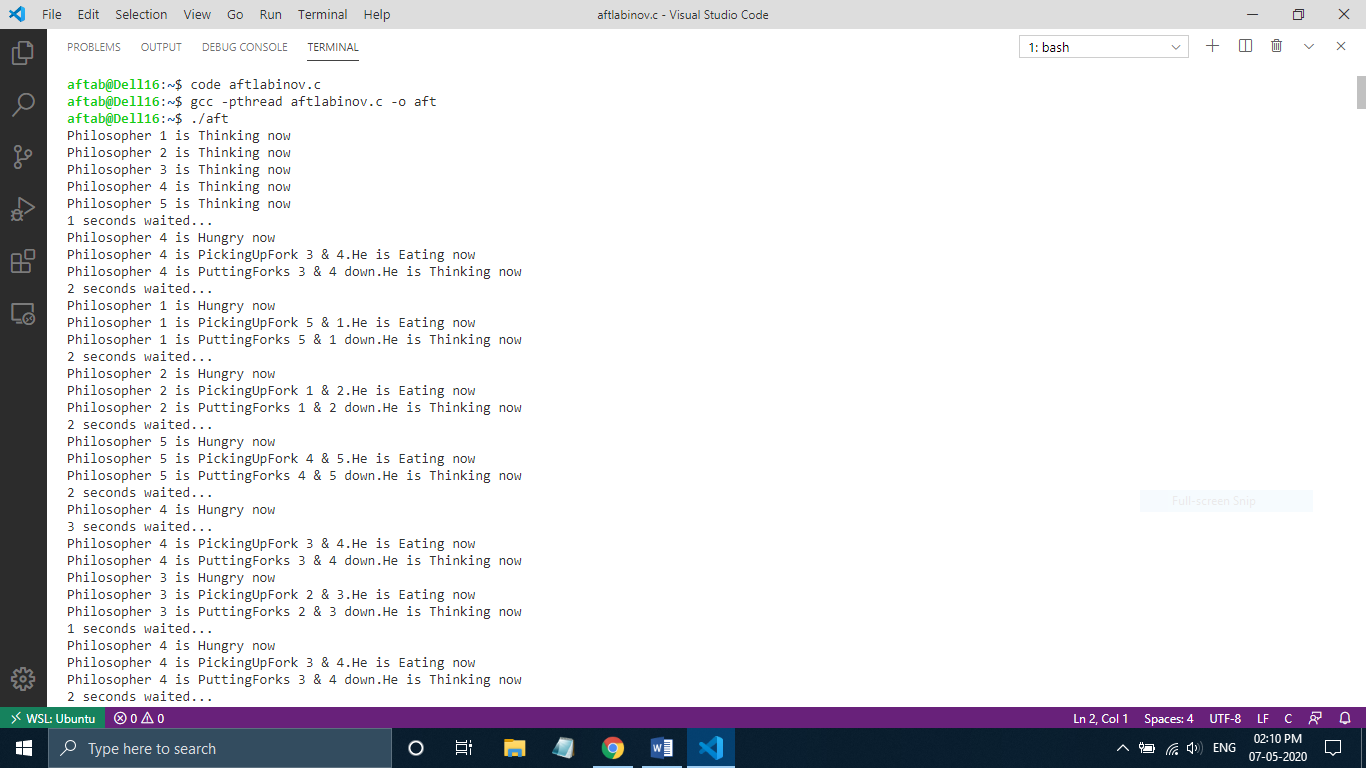 File Edit Selection View Go Run Terminal Help aftlabinov.c - Visual Studio Code
PROBLEMS OUTPUT DEBUG CONSOLE TERMINAL 1: bash
aftab@Dell16:~$ code aftlabinov.c
aftab@Dell16:~$ gcc -pthread aftlabinov.c -o aft
aftab@Dell16:~$ ./aft
Philosopher 1 is Thinking now
Philosopher 2 is Thinking now
Philosopher 3 is Thinking now
Philosopher 4 is Thinking now
Philosopher 5 is Thinking now
1 seconds waited...
Philosopher 4 is Hungry now
Philosopher 4 is PickingUpFork 3 & 4.He is Eating now
Philosopher 4 is PuttingForks 3 & 4 down.He is Thinking now
2 seconds waited...
Philosopher 1 is Hungry now
Philosopher 1 is PickingUpFork 5 & 1.He is Eating now
Philosopher 1 is PuttingForks 5 & 1 down.He is Thinking now
2 seconds waited...
Philosopher 2 is Hungry now
Philosopher 2 is PickingUpFork 1 & 2.He is Eating now
Philosopher 2 is PuttingForks 1 & 2 down.He is Thinking now
2 seconds waited...
Philosopher 5 is Hungry now
Philosopher 5 is PickingUpFork 4 & 5.He is Eating now
Philosopher 5 is PuttingForks 4 & 5 down.He is Thinking now
2 seconds waited...
Philosopher 4 is Hungry now
Full-screen Snip
3 seconds waited...
Philosopher 4 is PickingUpFork 3 & 4.He is Eating now
Philosopher 4 is PuttingForks 3 & 4 down.He is Thinking now
Philosopher 3 is Hungry now
Philosopher 3 is PickingUpFork 2 & 3.He is Eating now
Philosopher 3 is PuttingForks 2 & 3 down.He is Thinking now
1 seconds waited...
Philosopher 4 is Hungry now
Philosopher 4 is PickingUpFork 3 & 4.He is Eating now
Philosopher 4 is PuttingForks 3 & 4 down.He is Thinking now
2 seconds waited...
WSL: Ubuntu 0 0 Ln 2, Col 1 Spaces: 4 UTF-8 LF C
Type here to search ENG 02:10 PM
07-05-2020